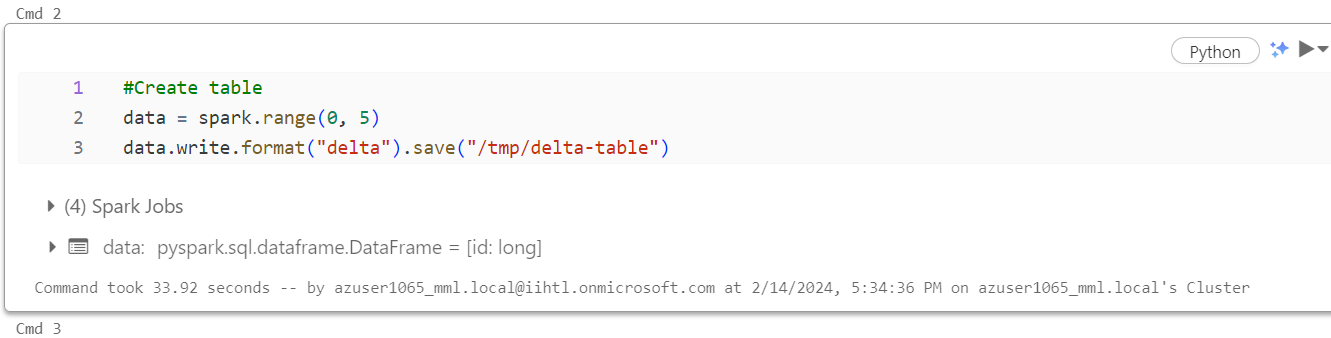 Cmd 2
Python
1 #Create table
2 data = spark.range(0, 5)
3 data.write.format("delta").save("/tmp/delta-table")
(4) Spark Jobs
data: pyspark.sql.dataframe.DataFrame = [id: long]
Command took 33.92 seconds -- by azuser1065_mml.local@iihtl.onmicrosoft.com at 2/14/2024, 5:34:36 PM on azuser1065_mml.local's Cluster
Cmd 3